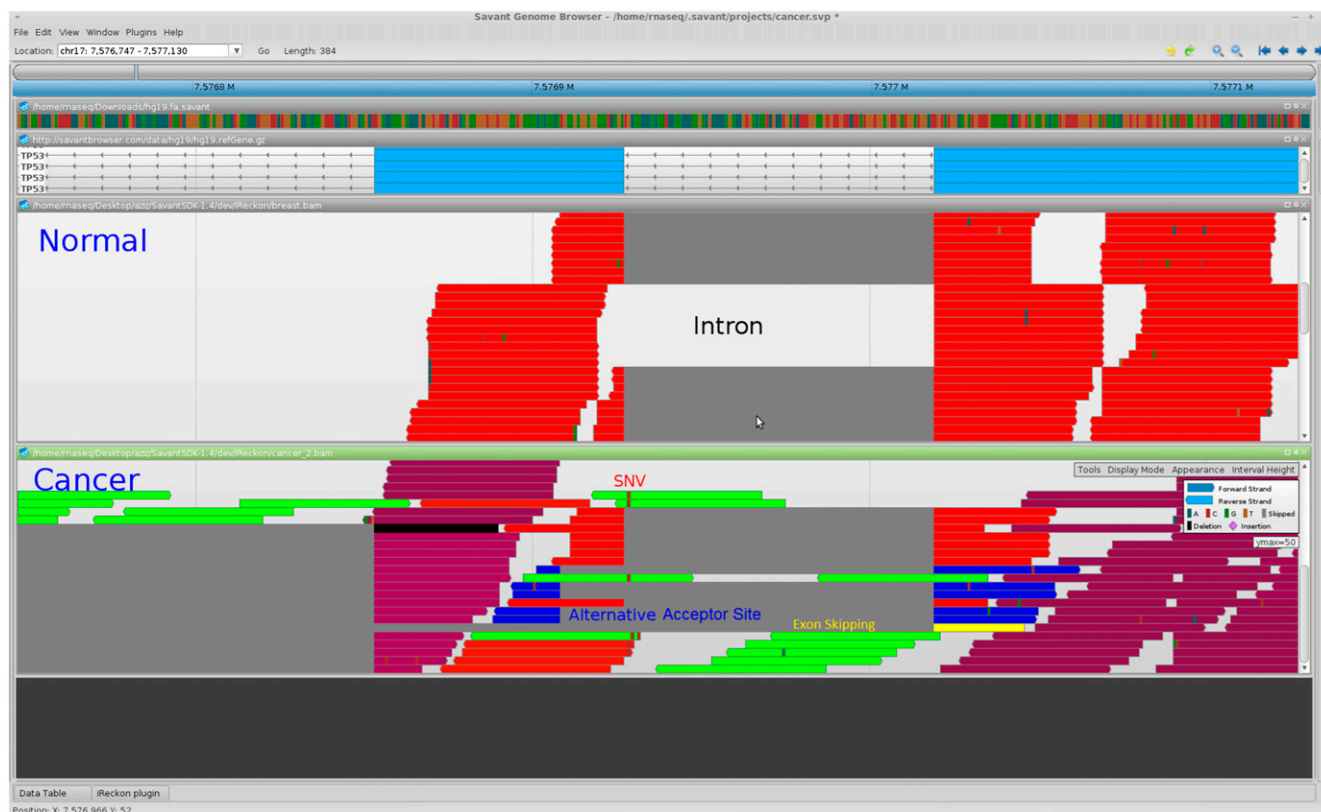 Savant Genome Browser - /home/rnaseq/.savant/projects/cancer.svp *
File Edit View Window Plugins Help
Location: chr17: 7,576,747 - 7,577,130 Go Length: 384
7.5768 M 7.5769 M 7.577 M 7.5771 M
/home/rnaseq/Downloads/hg19.fa.savant
http://savantbrowser.com/data/hg19/hg19.refGene.gz
TP53
TP53
TP53
TP53
/home/rnaseq/Desktop/aziz/SavantSDK-1.4/dev/IReckon/breast.bam
Normal
Intron
/home/rnaseq/Desktop/aziz/SavantSDK-1.4/dev/IReckon/cancer_2.bam
Cancer
SNV
Tools Display Mode Appearance Interval Height
Forward Strand
Reverse Strand
A C G T Skipped
Deletion Insertion
ymax=50
Alternative Acceptor Site
Exon Skipping
Data Table iReckon plugin
Position: X: 7,576,966 Y: 52